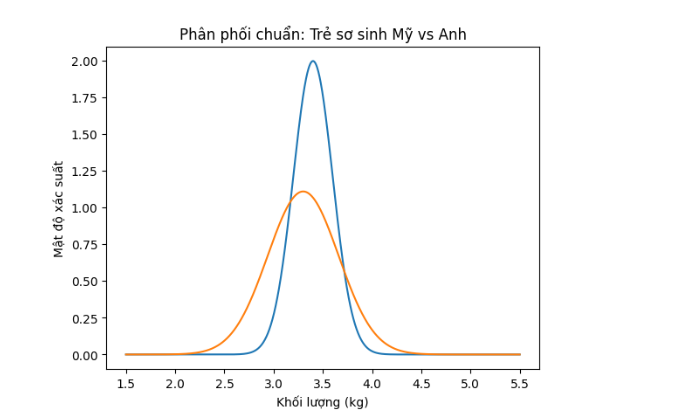 Phân phối chuẩn: Trẻ sơ sinh Mỹ vs Anh
2.00
1.75
1.50
1.25
1.00
0.75
0.50
0.25
0.00
Mật độ xác suất
1.5 2.0 2.5 3.0 3.5 4.0 4.5 5.0 5.5
Khối lượng (kg)